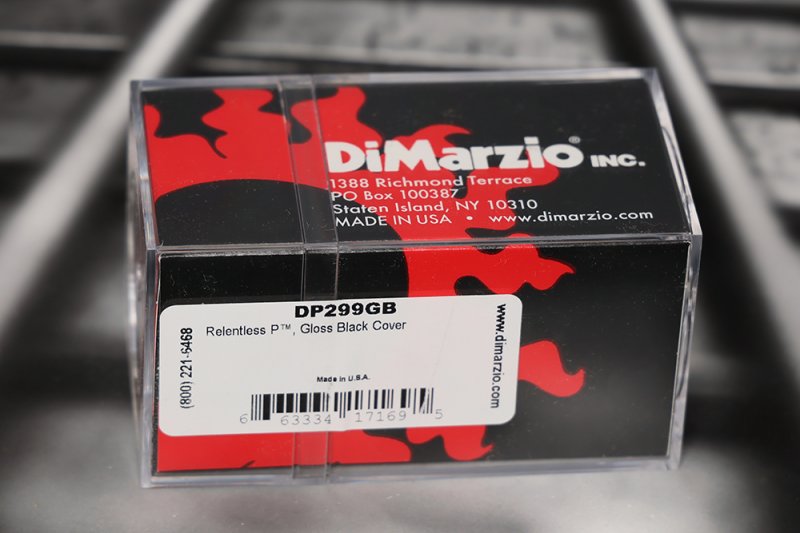 DiMarzio® INC.
1388 Richmond Terrace
PO Box 100387
Staten Island, NY 10310
MADE IN USA • www.dimarzio.com
DP299GB
Relentless P™, Gloss Black Cover
(800) 221-6468
www.dimarzio.com
Made in U.S.A.
6 63334 17169 5